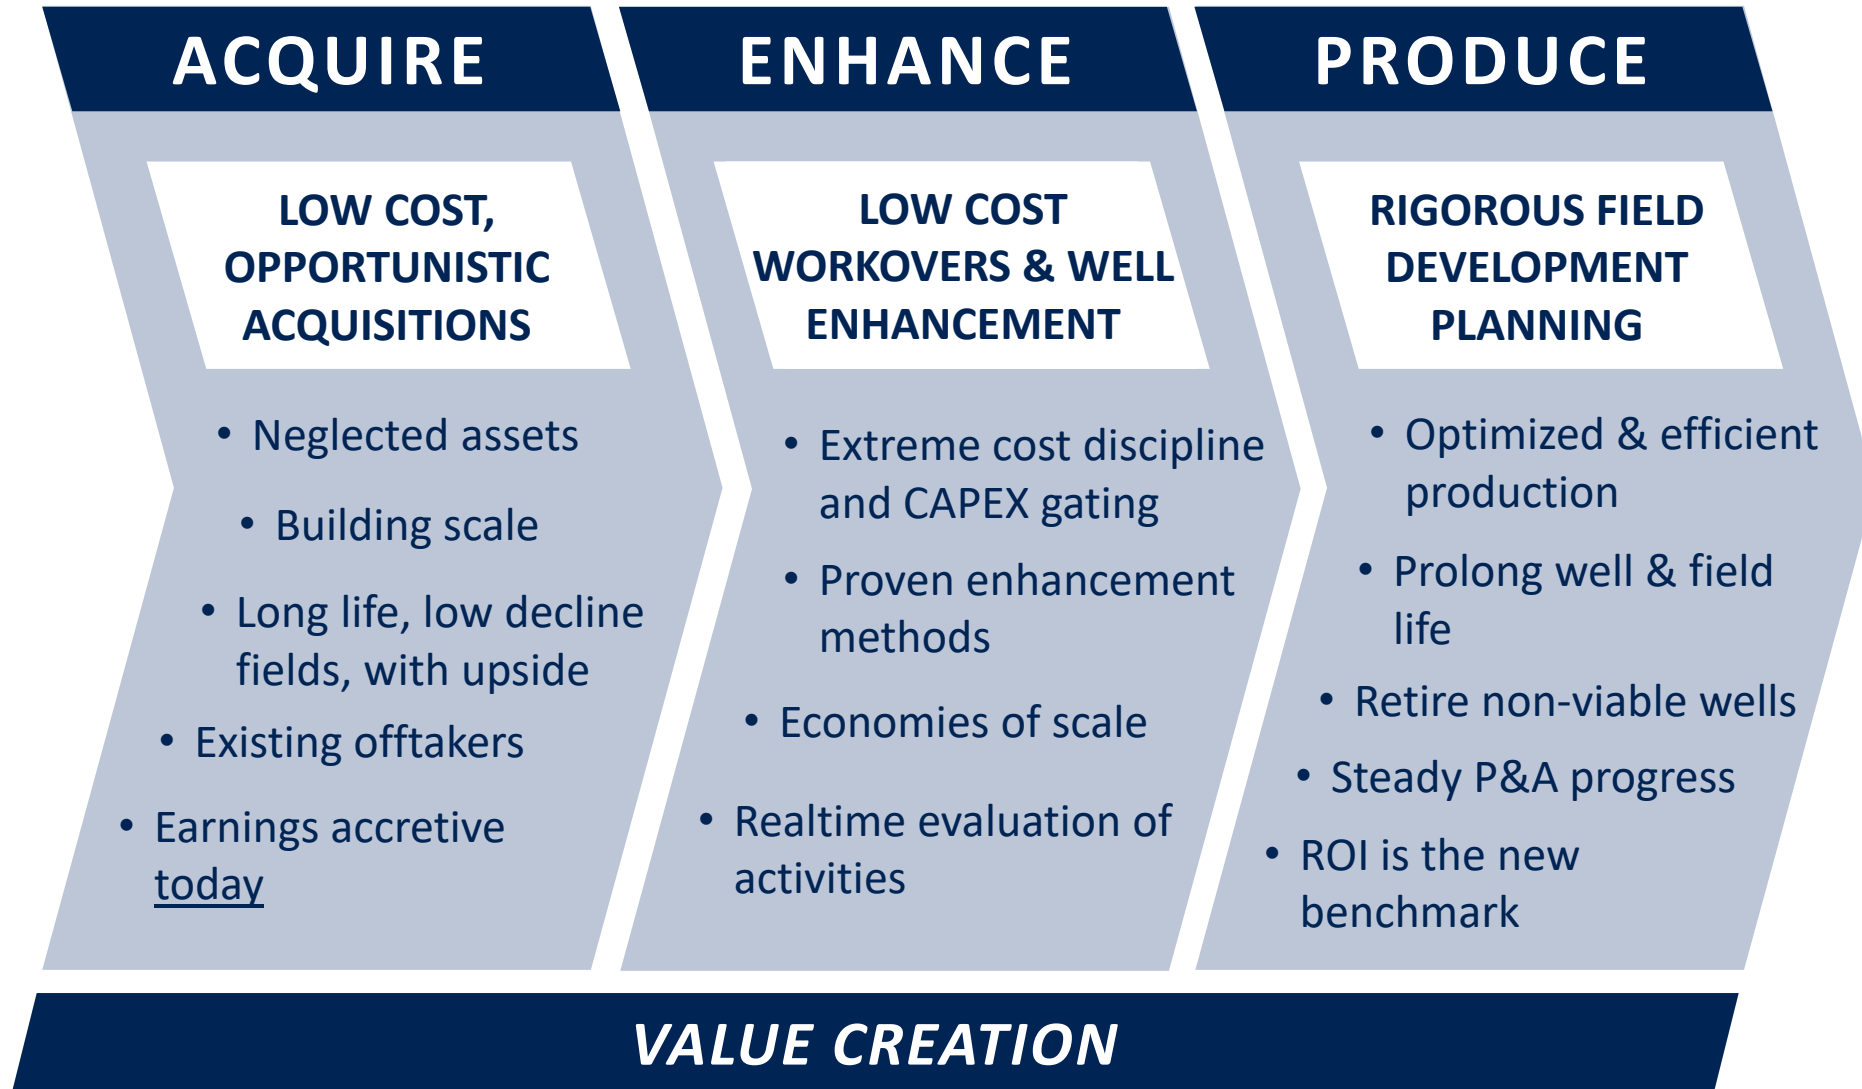 ACQUIRE
LOW COST,
OPPORTUNISTIC
ACQUISITIONS
• Neglected assets
• Building scale
• Long life, low decline
fields, with upside
• Existing offtakers
• Earnings accretive
today
ENHANCE
LOW COST
WORKOVERS & WELL
ENHANCEMENT
• Extreme cost discipline
and CAPEX gating
• Proven enhancement
methods
• Economies of scale
• Realtime evaluation of
activities
PRODUCE
RIGOROUS FIELD
DEVELOPMENT
PLANNING
• Optimized & efficient
production
• Prolong well & field
life
• Retire non-viable wells
• Steady P&A progress
• ROI is the new
benchmark
VALUE CREATION